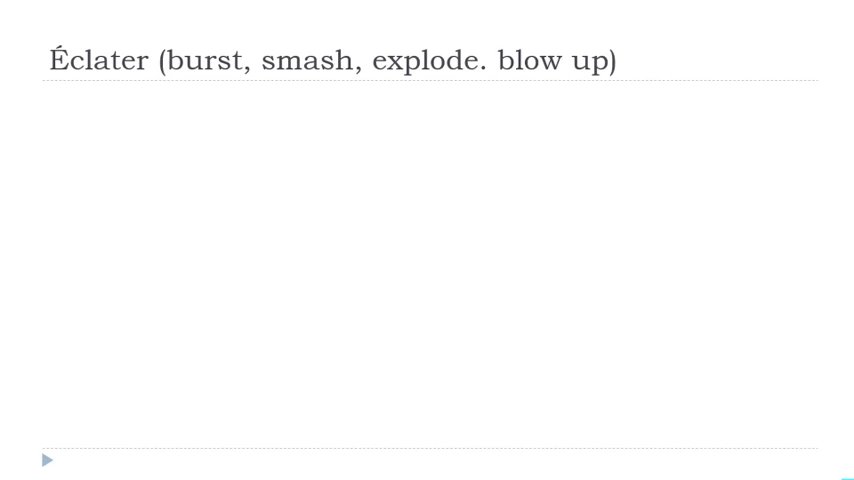 Éclater (burst, smash, explode. blow up)